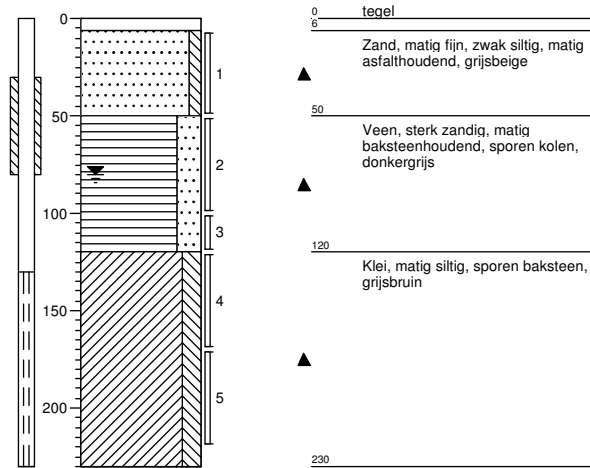 0
50
100
150
200
1
2
3
4
5
0
tegel
6
Zand, matig fijn, zwak siltig, matig
asfalthoudend, grijsbeige
50
Veen, sterk zandig, matig
baksteenhoudend, sporen kolen,
donkergrijs
120
Klei, matig siltig, sporen baksteen,
grijsbruin
230